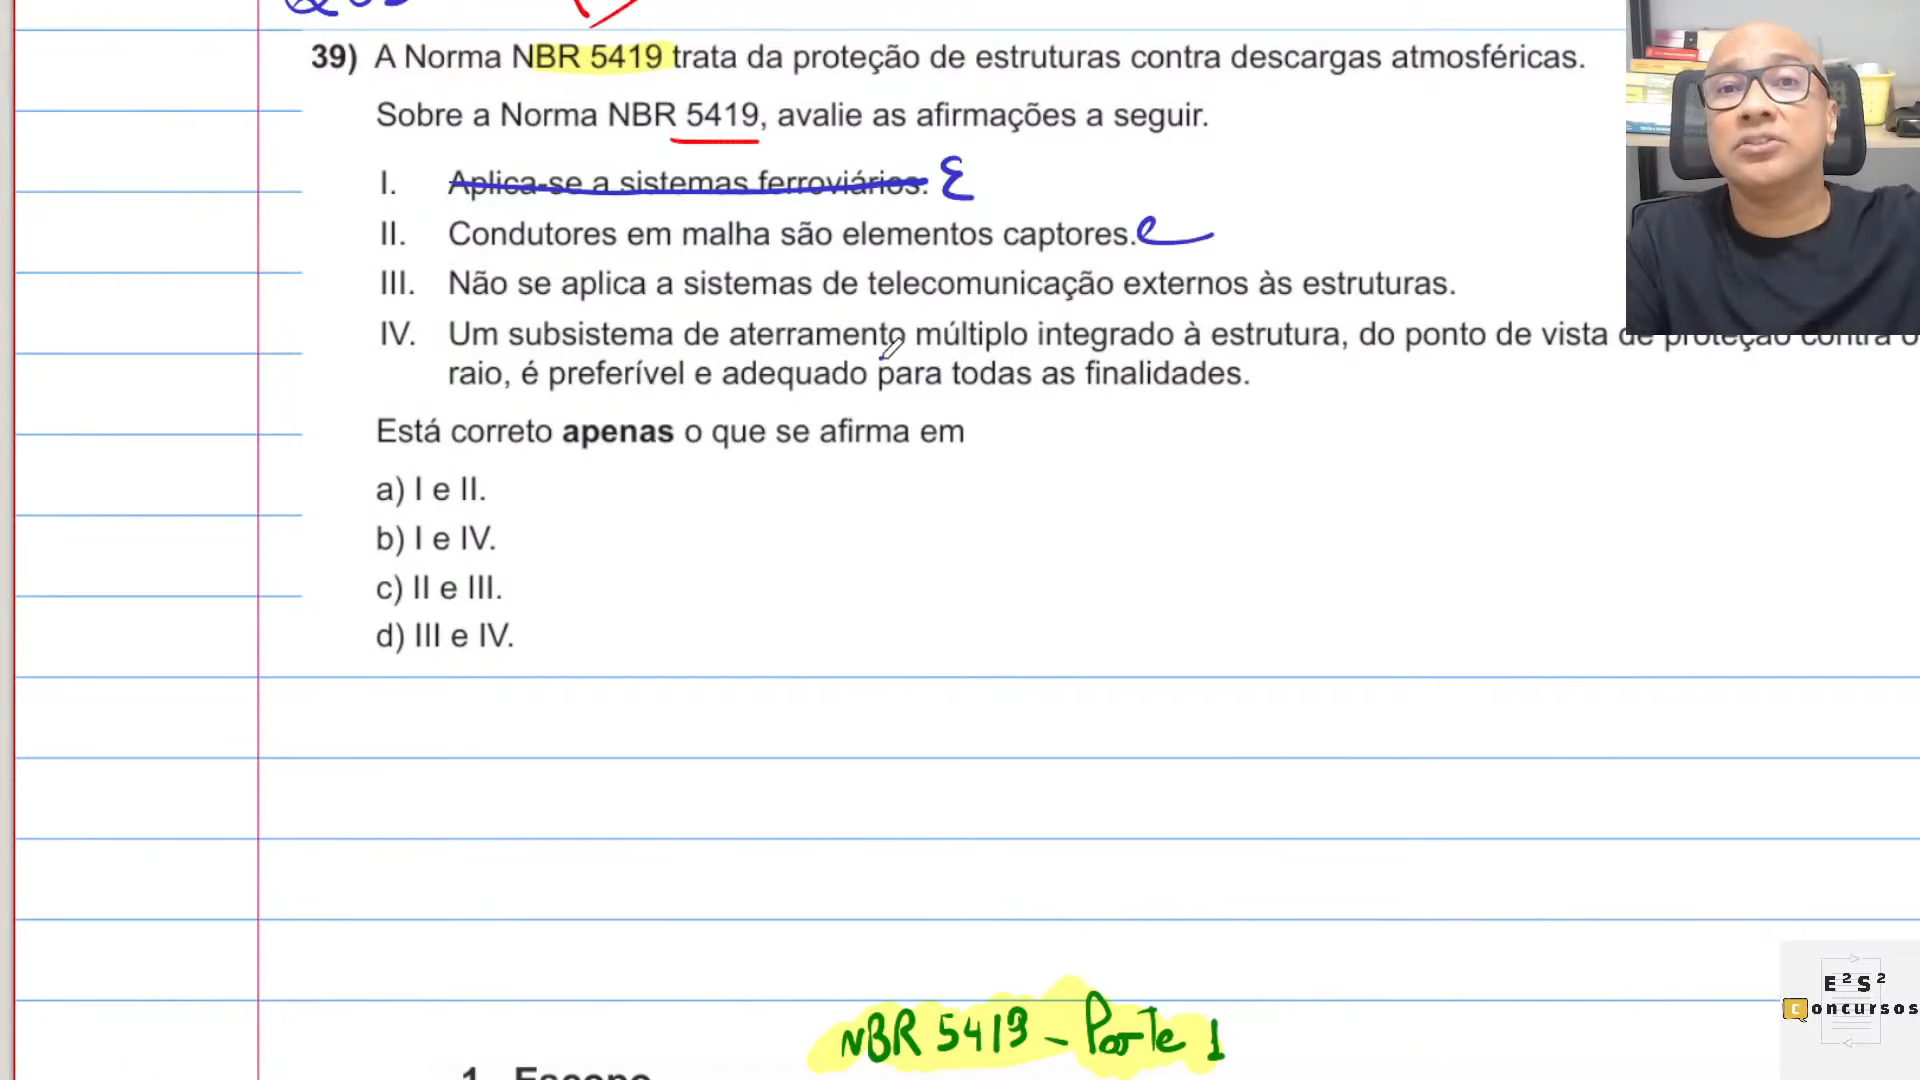 39) A Norma NBR 5419 trata da proteção de estruturas contra descargas atmosféricas.
Sobre a Norma NBR 5419, avalie as afirmações a seguir.
I. Aplica-se a sistemas ferroviários. E
II. Condutores em malha são elementos captores. C
III. Não se aplica a sistemas de telecomunicação externos às estruturas.
IV. Um subsistema de aterramento múltiplo integrado à estrutura, do ponto de vista de proteção contra o
raio, é preferível e adequado para todas as finalidades.
Está correto apenas o que se afirma em
a) I e II.
b) I e IV.
c) II e III.
d) III e IV.
NBR 5419 - Parte 1
1 Escopo
E²S²
Concursos